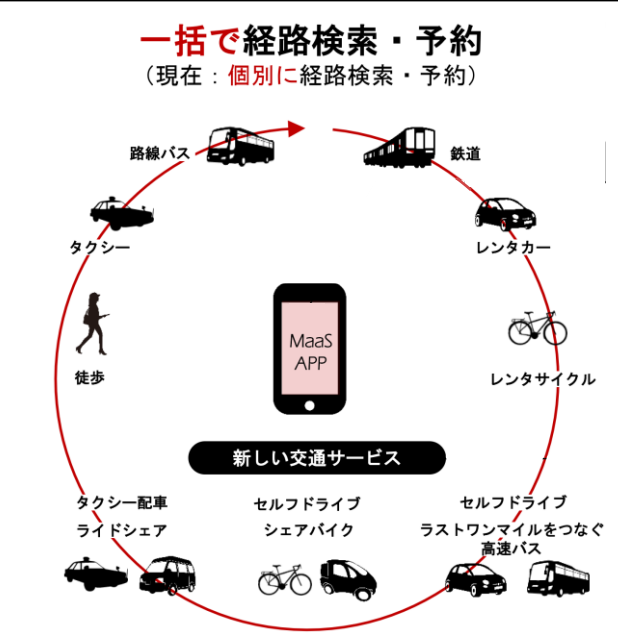 一括で経路検索・予約
（現在：個別に経路検索・予約）
路線バス
鉄道
タクシー
レンタカー
MaaS
APP
徒歩
レンタサイクル
新しい交通サービス
タクシー配車
ライドシェア
セルフドライブ
シェアバイク
セルフドライブ
ラストワンマイルをつなぐ
高速バス